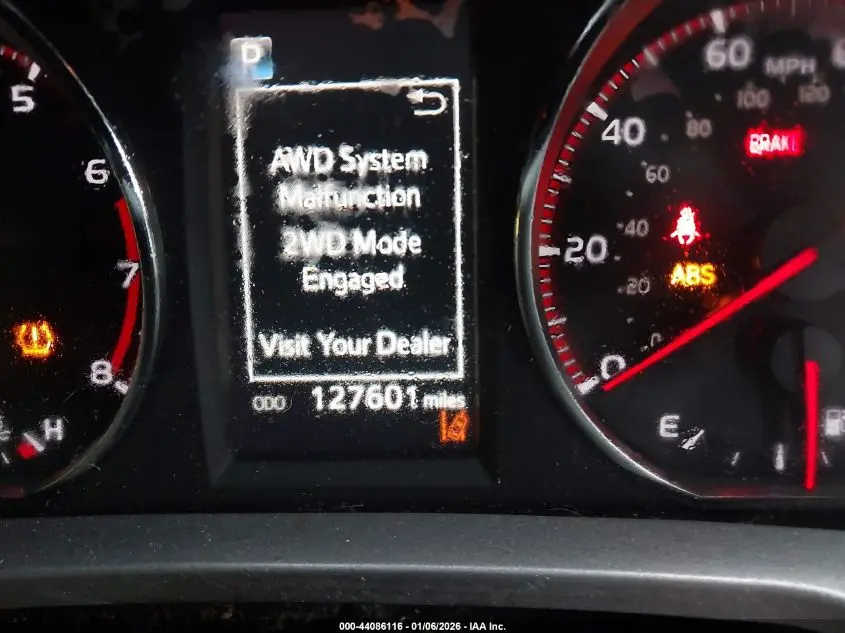 P
AWD System
Malfunction
2WD Mode
Engaged
Visit Your Dealer
ODO 127601 miles
5
6
7
8
H
60
MPH
100
120
40
80
BRAKE
60
20
40
ABS
20
0
0
E
000-44086116 - 01/06/2026 - IAA Inc.